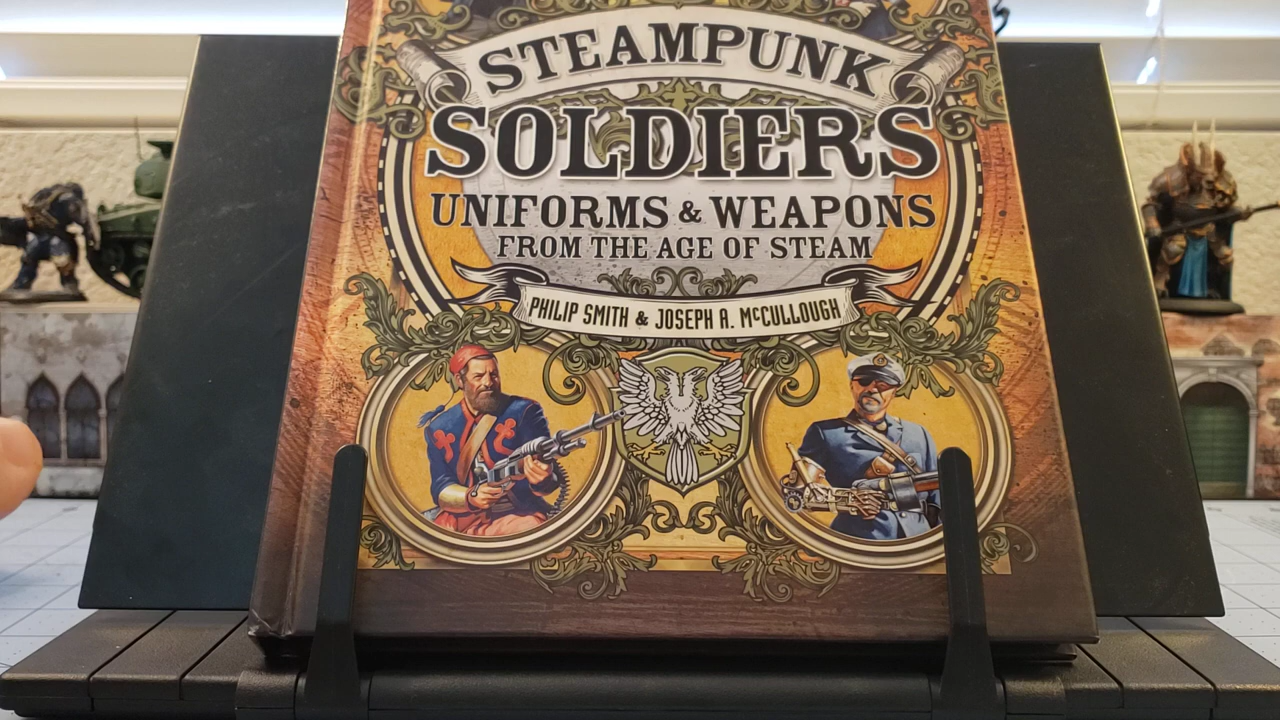 STEAMPUNK
SOLDIERS
UNIFORMS & WEAPONS
FROM THE AGE OF STEAM
PHILIP SMITH & JOSEPH A. McCULLOUGH